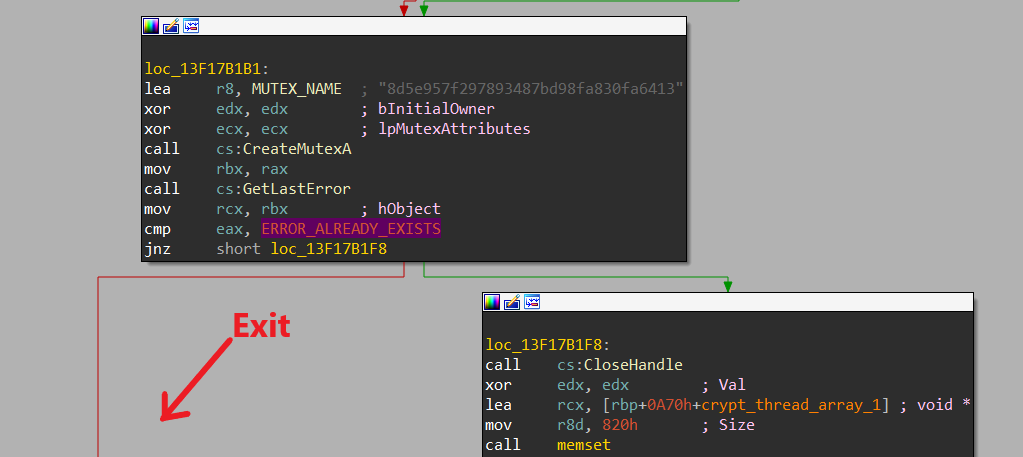 loc_13F17B1B1:
lea r8, MUTEX_NAME ; "8d5e957f297893487bd98fa830fa6413"
xor edx, edx ; bInitialOwner
xor ecx, ecx ; lpMutexAttributes
call cs:CreateMutexA
mov rbx, rax
call cs:GetLastError
mov rcx, rbx ; hObject
cmp eax, ERROR_ALREADY_EXISTS
jnz short loc_13F17B1F8
Exit
loc_13F17B1F8:
call cs:CloseHandle
xor edx, edx ; Val
lea rcx, [rbp+0A70h+crypt_thread_array_1] ; void *
mov r8d, 820h ; Size
call memset